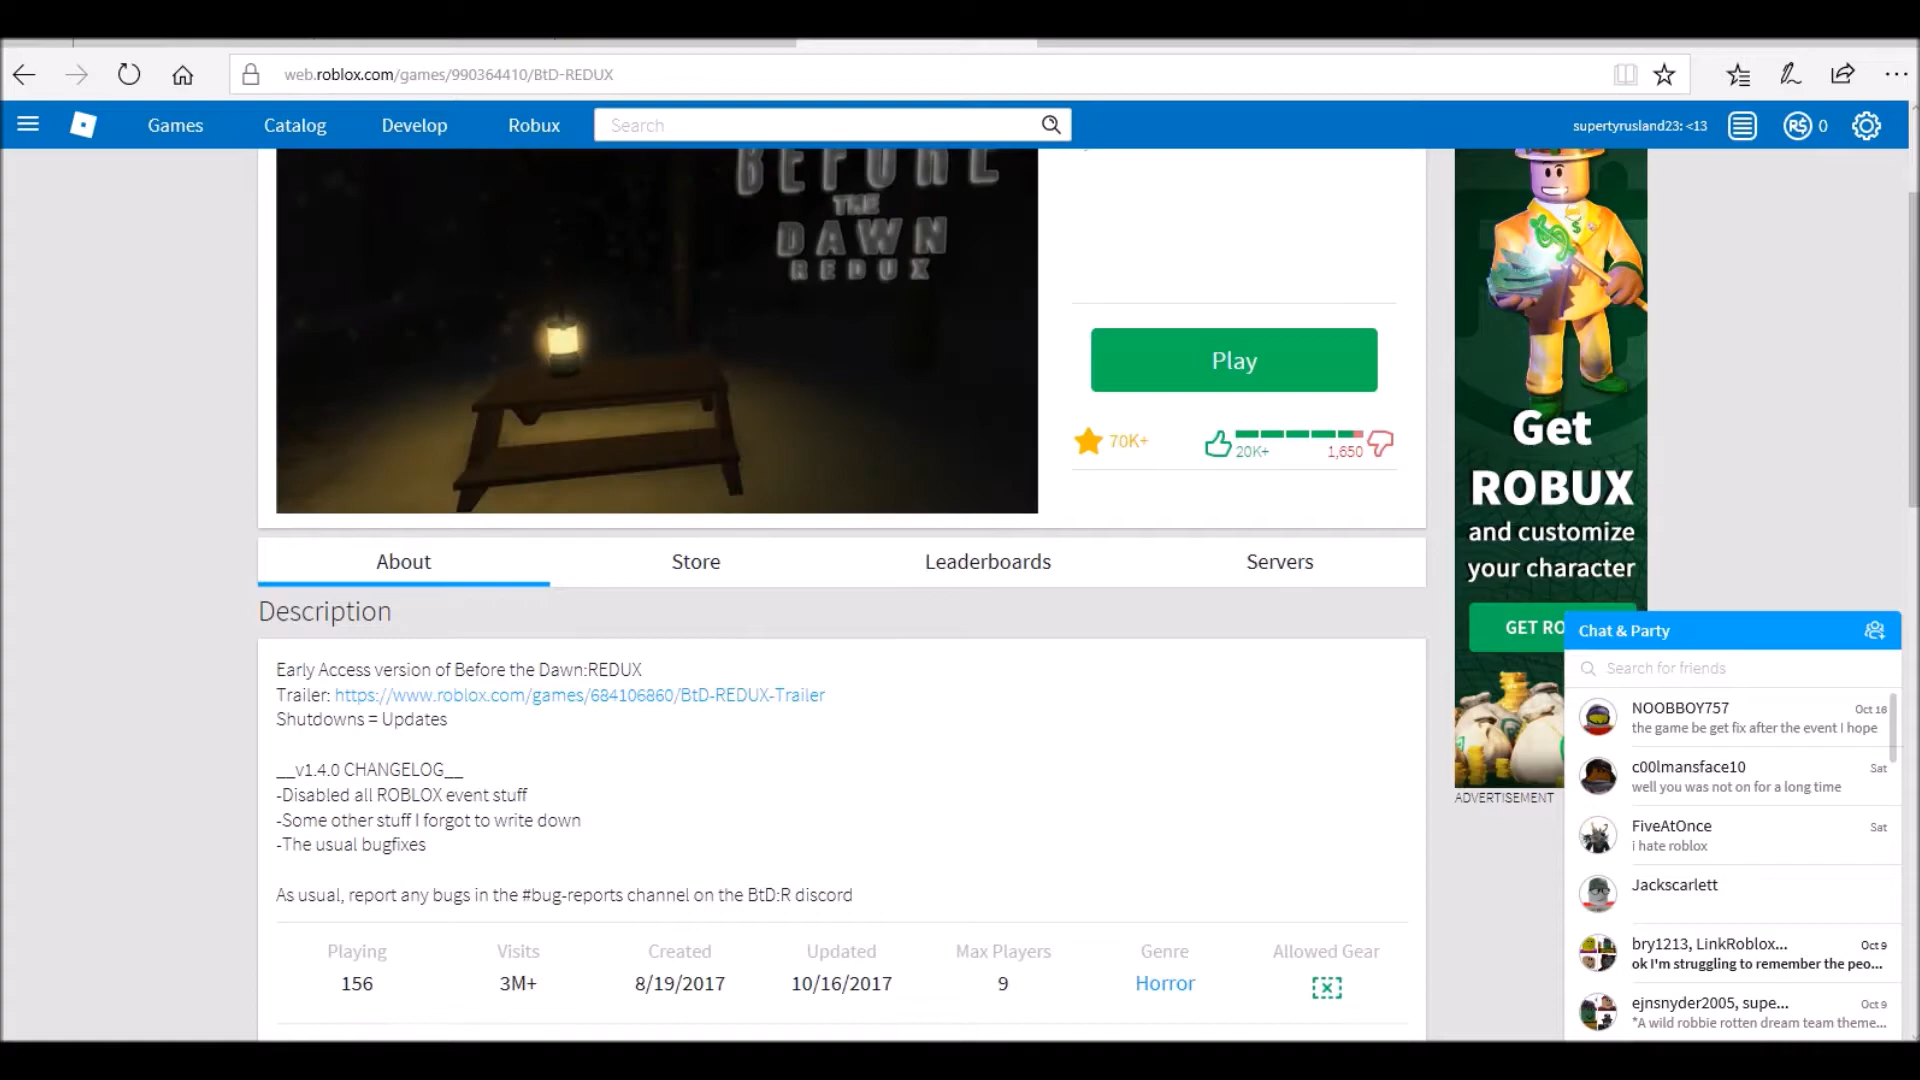 web.roblox.com/games/990364410/BtD-REDUX
Games Catalog Develop Robux Search supertyrusland23: <13 R$ 0
BEFORE
THE
DAWN
REDUX
Play
70K+ 20K+ 1,650
Get
ROBUX
and customize
your character
GET RO
ADVERTISEMENT
About Store Leaderboards Servers
Description
Early Access version of Before the Dawn:REDUX
Trailer: https://www.roblox.com/games/684106860/BtD-REDUX-Trailer
Shutdowns = Updates
__v1.4.0 CHANGELOG__
-Disabled all ROBLOX event stuff
-Some other stuff I forgot to write down
-The usual bugfixes
As usual, report any bugs in the #bug-reports channel on the BtD:R discord
Playing Visits Created Updated Max Players Genre Allowed Gear
156 3M+ 8/19/2017 10/16/2017 9 Horror
Chat & Party
Search for friends
NOOBBOY757 Oct 16
the game be get fix after the event I hope
c00lmansface10 Sat
well you was not on for a long time
FiveAtOnce Sat
i hate roblox
Jackscarlett
bry1213, LinkRoblox... Oct 9
ok I'm struggling to remember the peo...
ejnsnyder2005, supe... Oct 9
*A wild robbie rotten dream team theme...